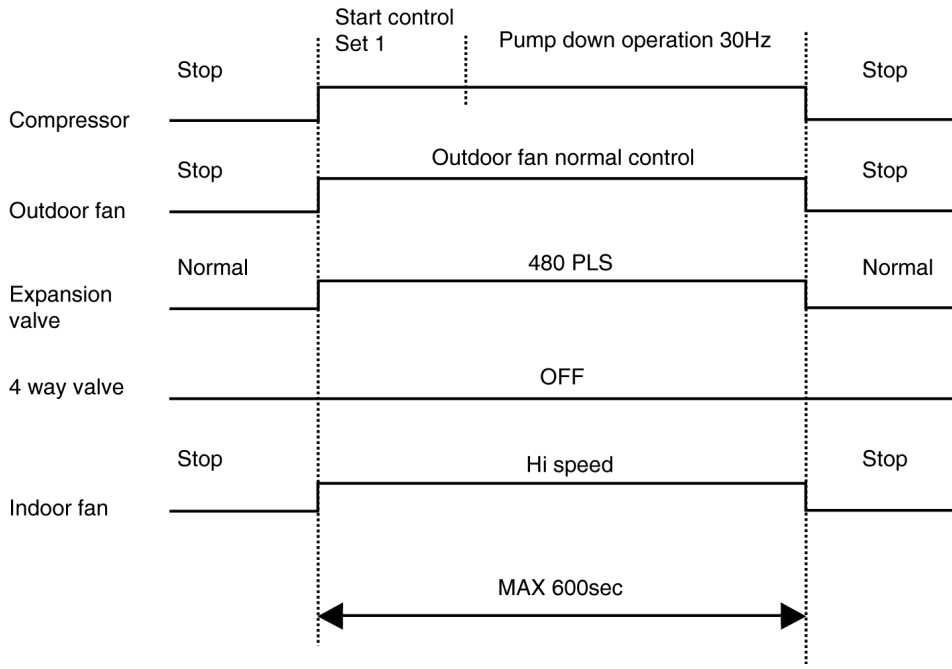 Start control
Set 1
Pump down operation 30Hz
Stop
Stop
Compressor
Outdoor fan normal control
Stop
Stop
Outdoor fan
480 PLS
Normal
Normal
Expansion
valve
OFF
4 way valve
Stop
Hi speed
Stop
Indoor fan
MAX 600sec